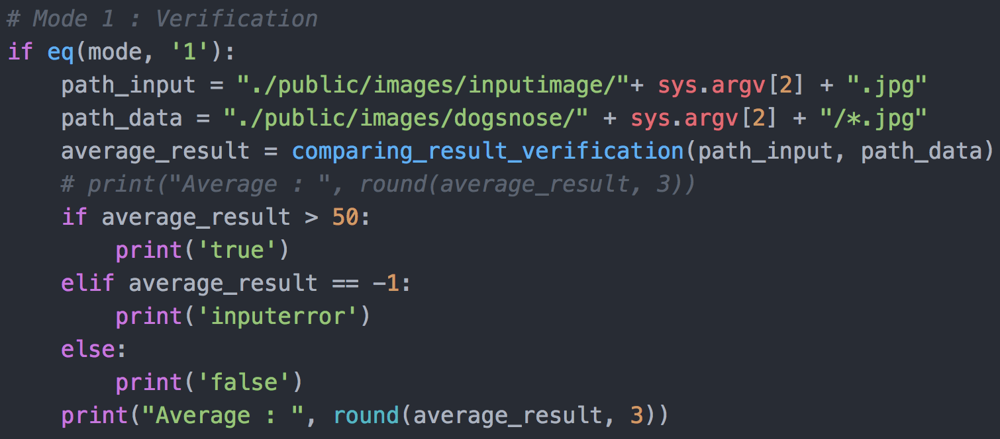 # Mode 1 : Verification
if eq(mode, '1'):
    path_input = "./public/images/inputimage/"+ sys.argv[2] + ".jpg"
    path_data = "./public/images/dogsnose/" + sys.argv[2] + "/*.jpg"
    average_result = comparing_result_verification(path_input, path_data)
    # print("Average : ", round(average_result, 3))
    if average_result > 50:
        print('true')
    elif average_result == -1:
        print('inputerror')
    else:
        print('false')
    print("Average : ", round(average_result, 3))